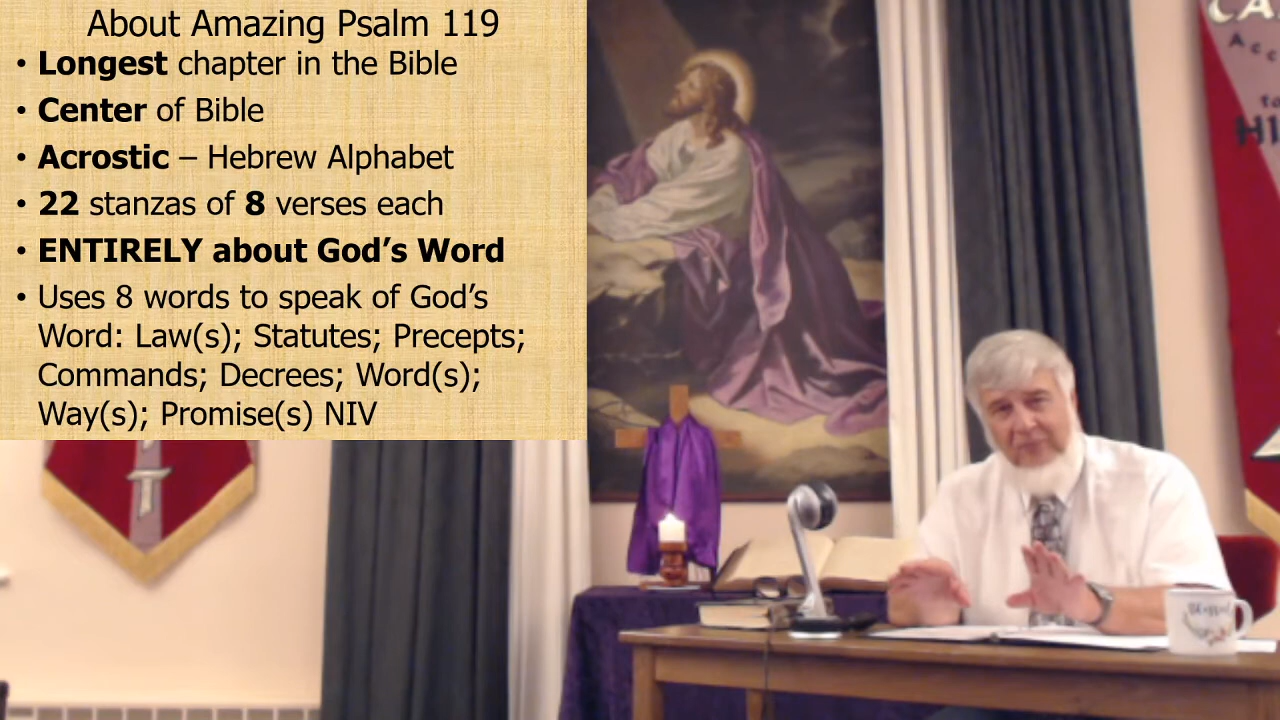 About Amazing Psalm 119
• Longest chapter in the Bible
• Center of Bible
• Acrostic – Hebrew Alphabet
• 22 stanzas of 8 verses each
• ENTIRELY about God's Word
• Uses 8 words to speak of God's
Word: Law(s); Statutes; Precepts;
Commands; Decrees; Word(s);
Way(s); Promise(s) NIV
Blessed